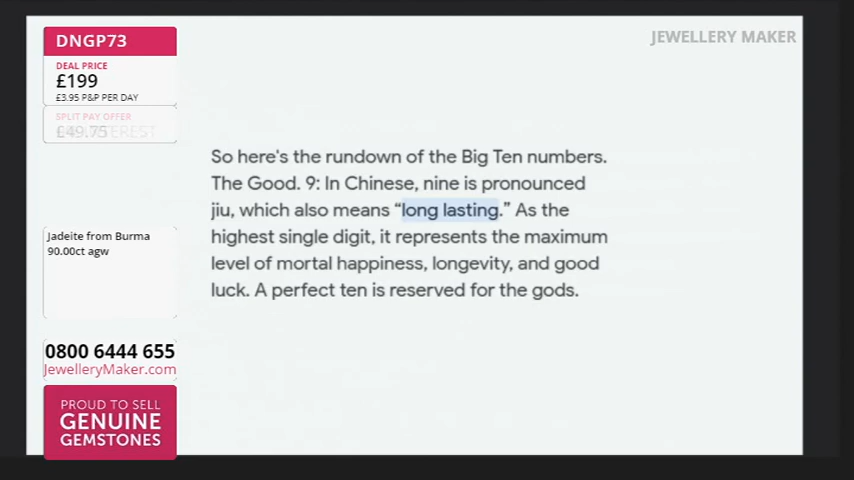 DNGP73
DEAL PRICE
£199
£3.95 P&P PER DAY
SPLIT PAY OFFER
£49.75
Jadeite from Burma
90.00ct agw
0800 6444 655
JewelleryMaker.com
PROUD TO SELL
GENUINE
GEMSTONES
JEWELLERY MAKER
So here's the rundown of the Big Ten numbers.
The Good. 9: In Chinese, nine is pronounced
jiu, which also means “long lasting.” As the
highest single digit, it represents the maximum
level of mortal happiness, longevity, and good
luck. A perfect ten is reserved for the gods.